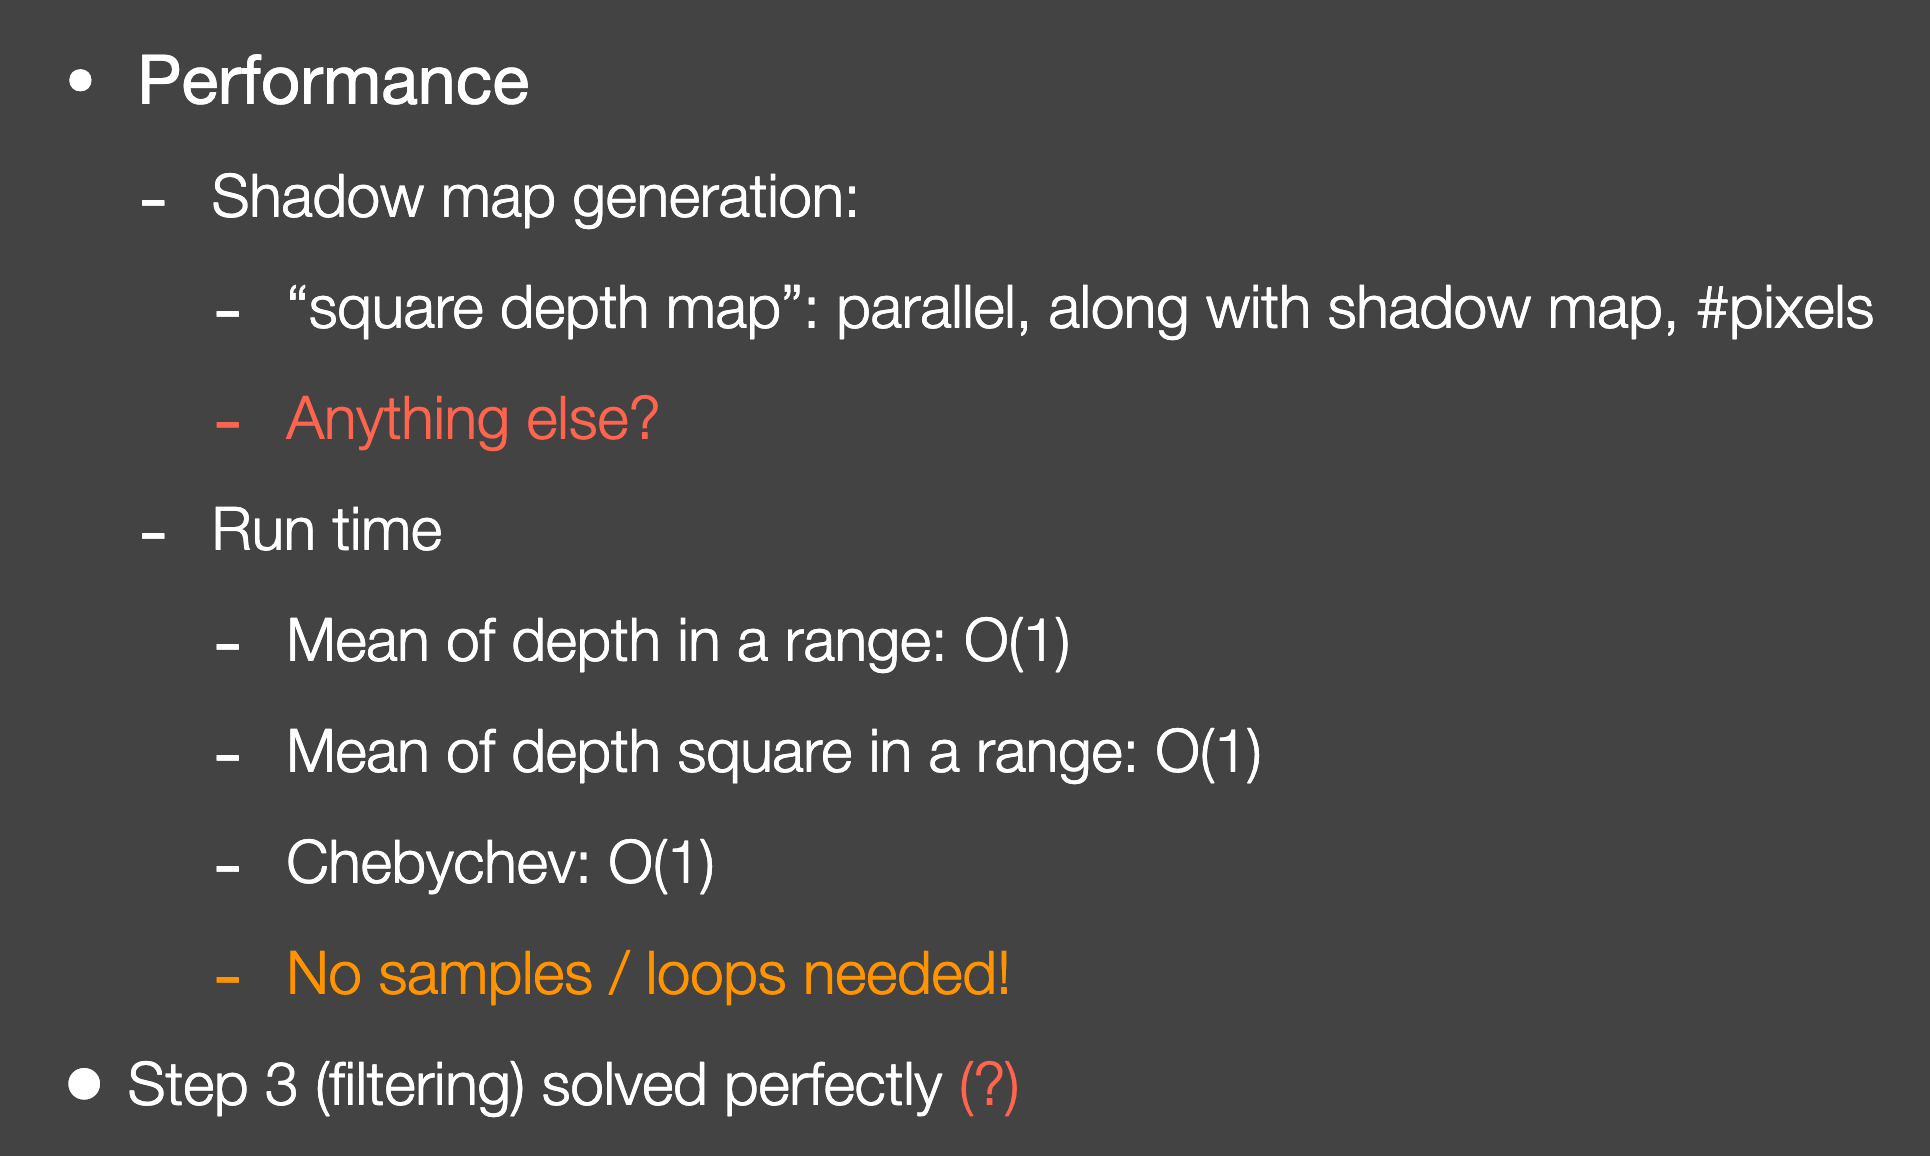 • Performance
- Shadow map generation:
- “square depth map”: parallel, along with shadow map, #pixels
- Anything else?
- Run time
- Mean of depth in a range: O(1)
- Mean of depth square in a range: O(1)
- Chebychev: O(1)
- No samples / loops needed!
• Step 3 (filtering) solved perfectly (?)